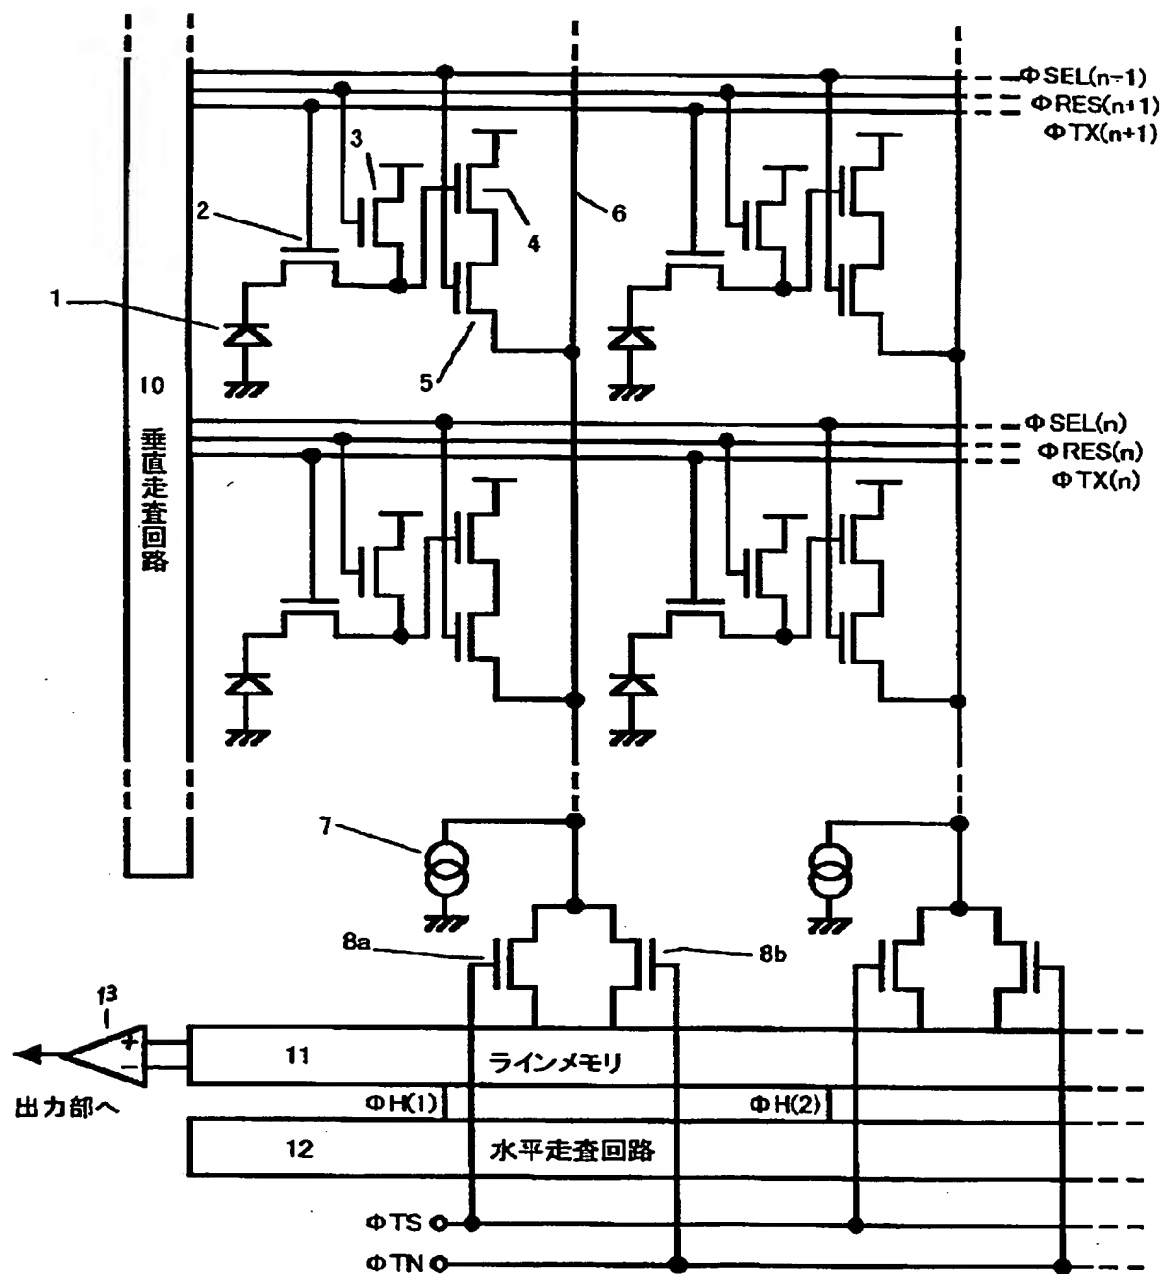 ΦSEL(n-1)
ΦRES(n+1)
ΦTX(n+1)
3
2
6
4
1
5
10
垂直走査回路
ΦSEL(n)
ΦRES(n)
ΦTX(n)
7
8a
8b
13
+
−
11
ラインメモリ
出力部へ
ΦH(1)
ΦH(2)
12
水平走査回路
ΦTS
ΦTN